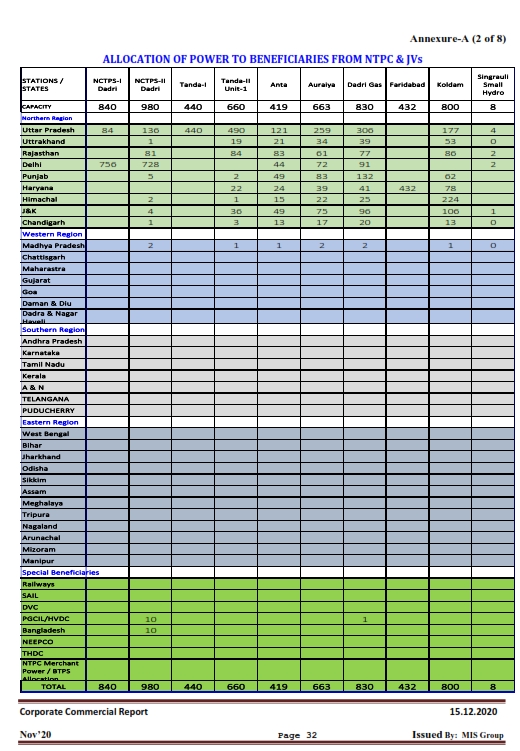 Annexure-A (2 of 8)
ALLOCATION OF POWER TO BENEFICIARIES FROM NTPC & JVs
STATIONS / STATES NCTPS-I Dadri NCTPS-II Dadri Tanda-I Tanda-II Unit-1 Anta Auraiya Dadri Gas Faridabad Koldam Singrauli Small Hydro
CAPACITY 840 980 440 660 419 663 830 432 800 8
Northern Region
Uttar Pradesh 84 136 440 490 121 259 306 177 4
Uttrakhand 1 19 21 34 39 53 0
Rajasthan 81 84 83 61 77 86 2
Delhi 756 728 44 72 91 2
Punjab 5 2 49 83 132 62
Haryana 22 24 39 41 432 78
Himachal 2 1 15 22 25 224
J&K 4 36 49 75 96 106 1
Chandigarh 1 3 13 17 20 13 0
Western Region
Madhya Pradesh 2 1 1 2 2 1 0
Chattisgarh
Maharastra
Gujarat
Goa
Daman & Diu
Dadra & Nagar
Haveli
Southern Region
Andhra Pradesh
Karnataka
Tamil Nadu
Kerala
A & N
TELANGANA
PUDUCHERRY
Eastern Region
West Bengal
Bihar
Jharkhand
Odisha
Sikkim
Assam
Meghalaya
Tripura
Nagaland
Arunachal
Mizoram
Manipur
Special Beneficiaries
Railways
SAIL
DVC
PGCIL/HVDC 10 1
Bangladesh 10
NEEPCO
THDC
NTPC Merchant
Power / BTPS
Allocation
TOTAL 840 980 440 660 419 663 830 432 800 8
Corporate Commercial Report 15.12.2020
Nov'20 Page 32 Issued By: MIS Group